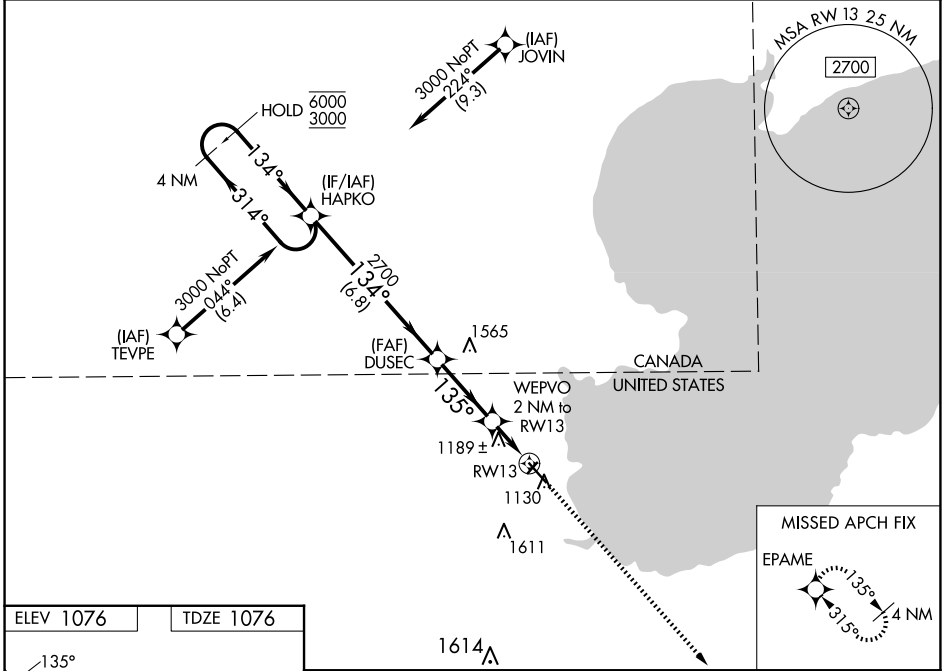 MSA RW 13 25 NM
2700
(IAF)
JOVIN
3000 NoPT
224°
(9.3)
HOLD
6000
3000
4 NM
134°
314°
(IF/IAF)
HAPKO
3000 NoPT
044°
(6.4)
(IAF)
TEVPE
2700
134°
(6.8)
(FAF)
DUSEC
1565
CANADA
UNITED STATES
135°
WEPVO
2 NM to
RW13
1189 ±
RW13
1130
1611
MISSED APCH FIX
EPAME
135°
315°
4 NM
ELEV 1076
TDZE 1076
135°
1614